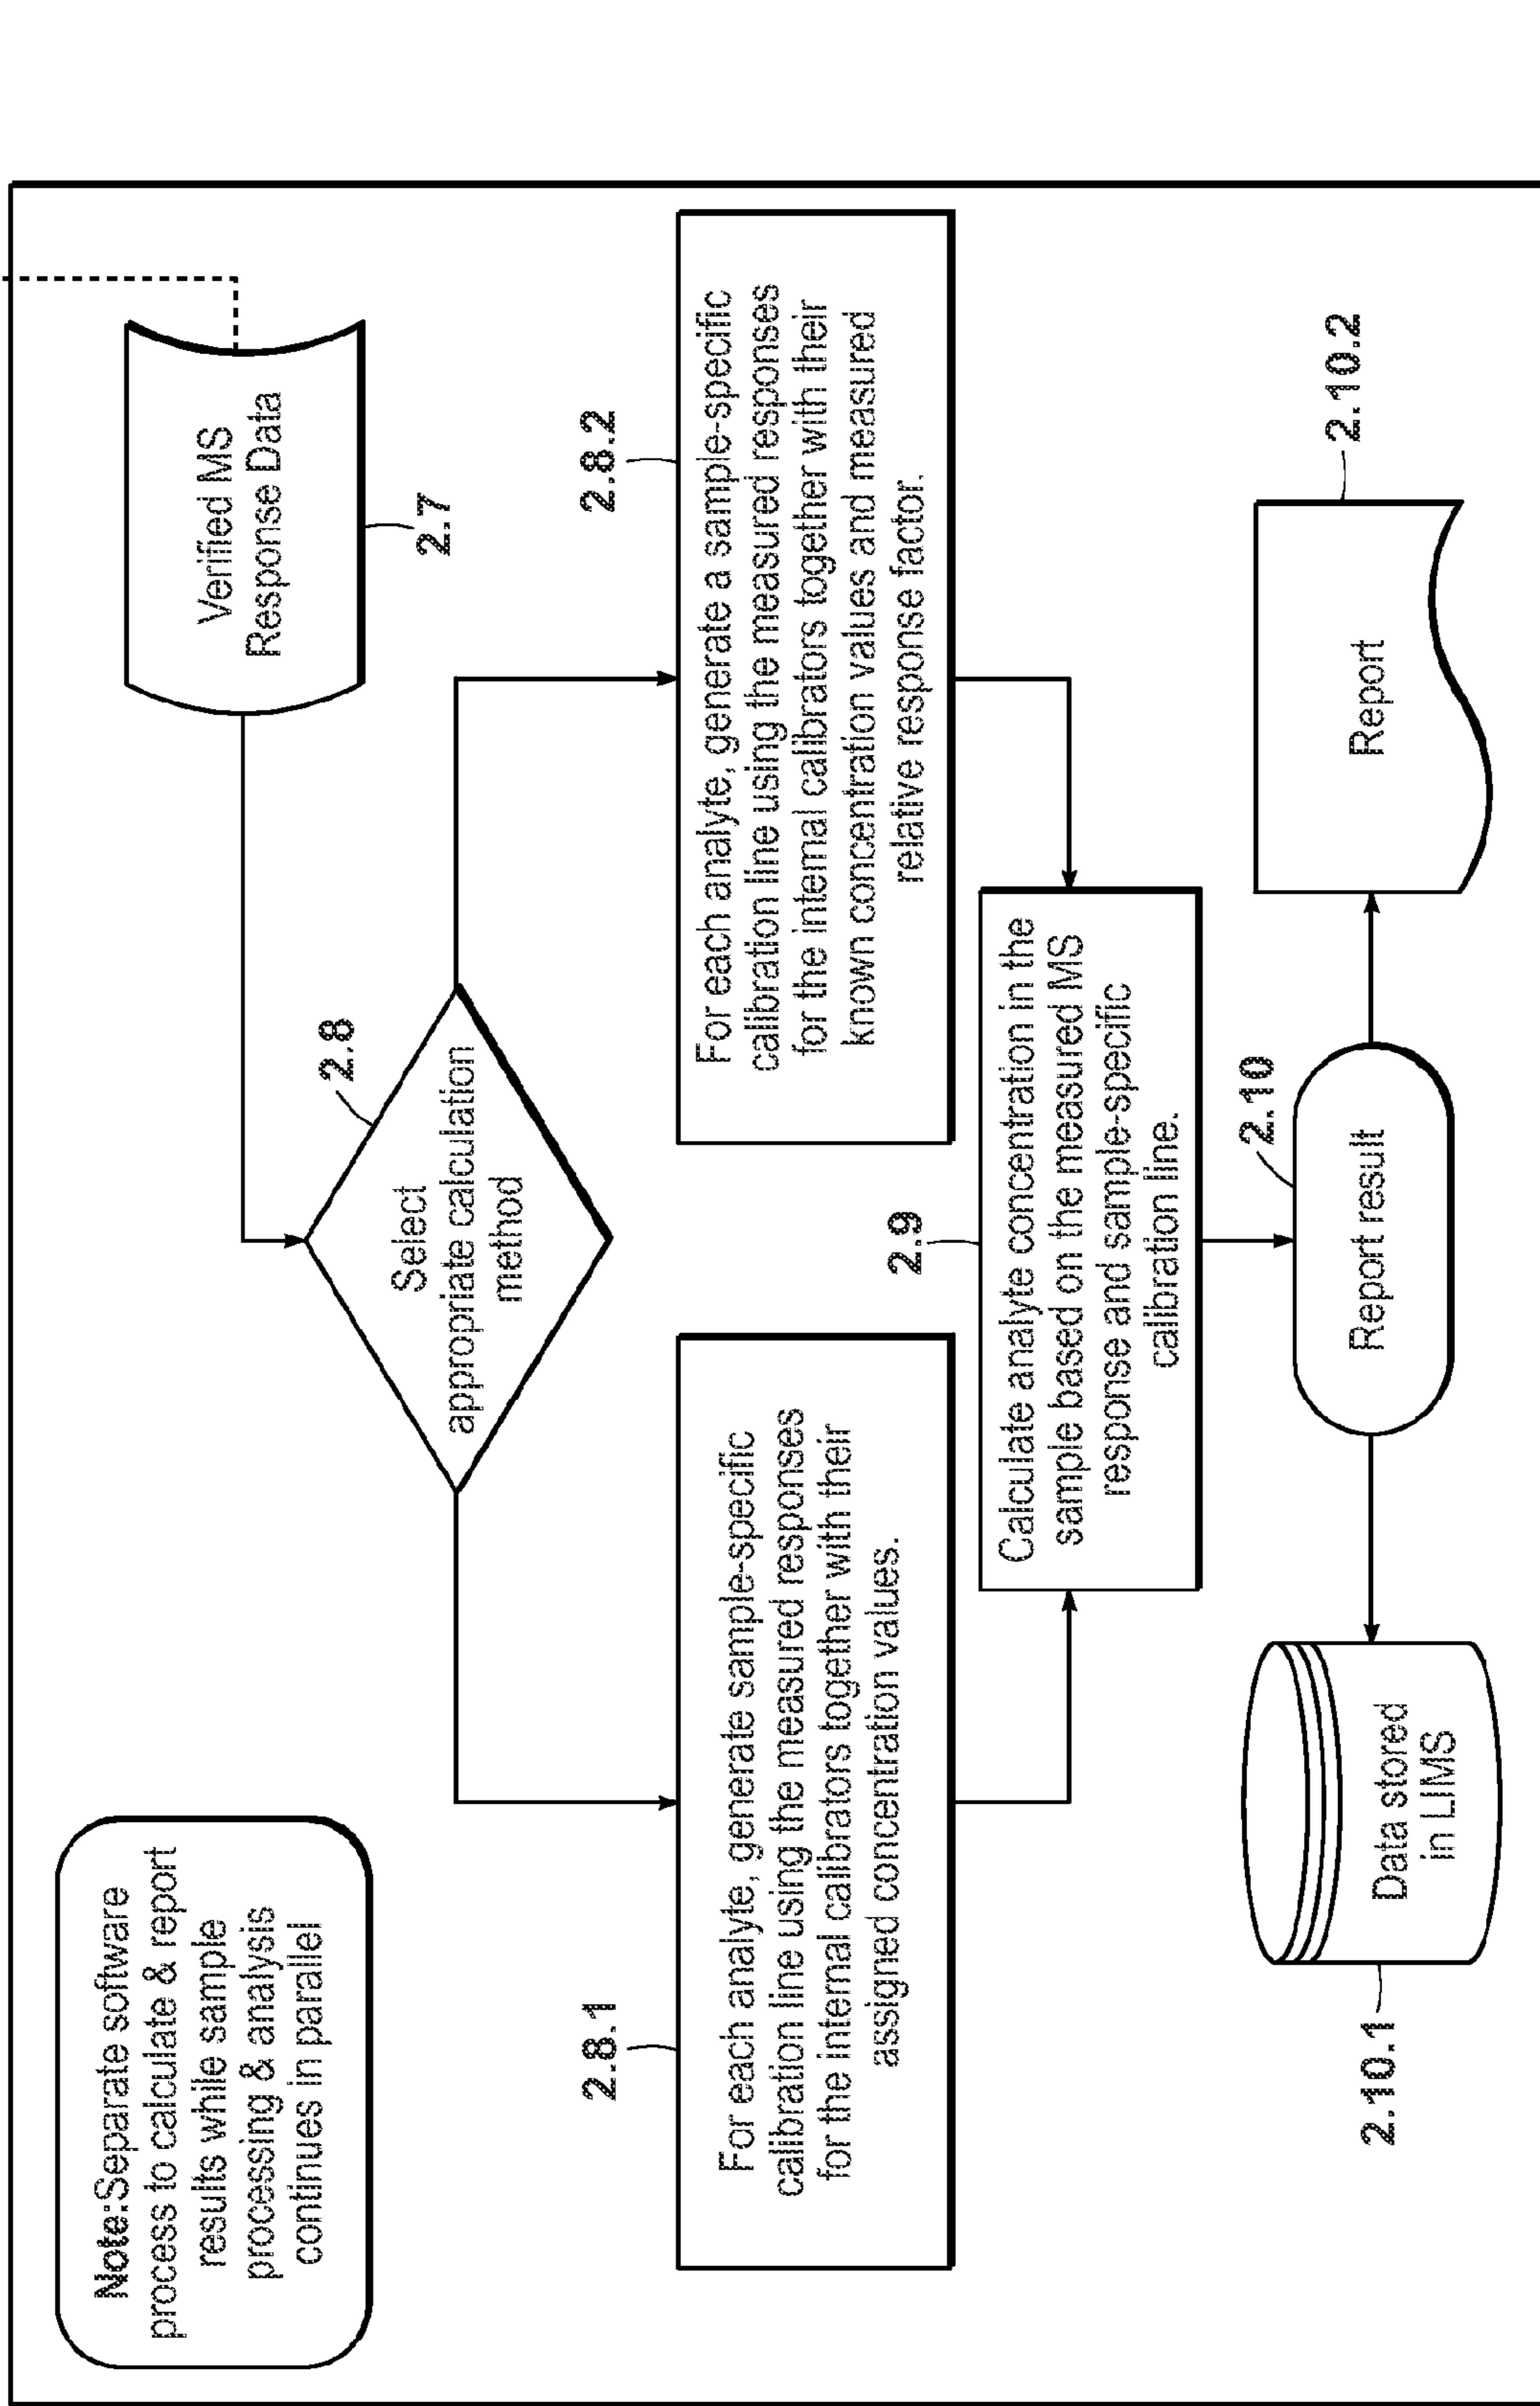 Note:Separate software
process to calculate & report
results while sample
processing & analysis
continues in parallel
Verified MS
Response Data
2.7
2.8
Select
appropriate calculation
method
2.8.1
For each analyte, generate sample-specific
calibration line using the measured responses
for the internal calibrators together with their
assigned concentration values.
2.8.2
For each analyte, generate a sample-specific
calibration line using the measured responses
for the internal calibrators together with their
known concentration values and measured
relative response factor.
2.9
Calculate analyte concentration in the
sample based on the measured MS
response and sample-specific
calibration line.
2.10
Report result
2.10.1
Data stored
in LIMS
Report
2.10.2